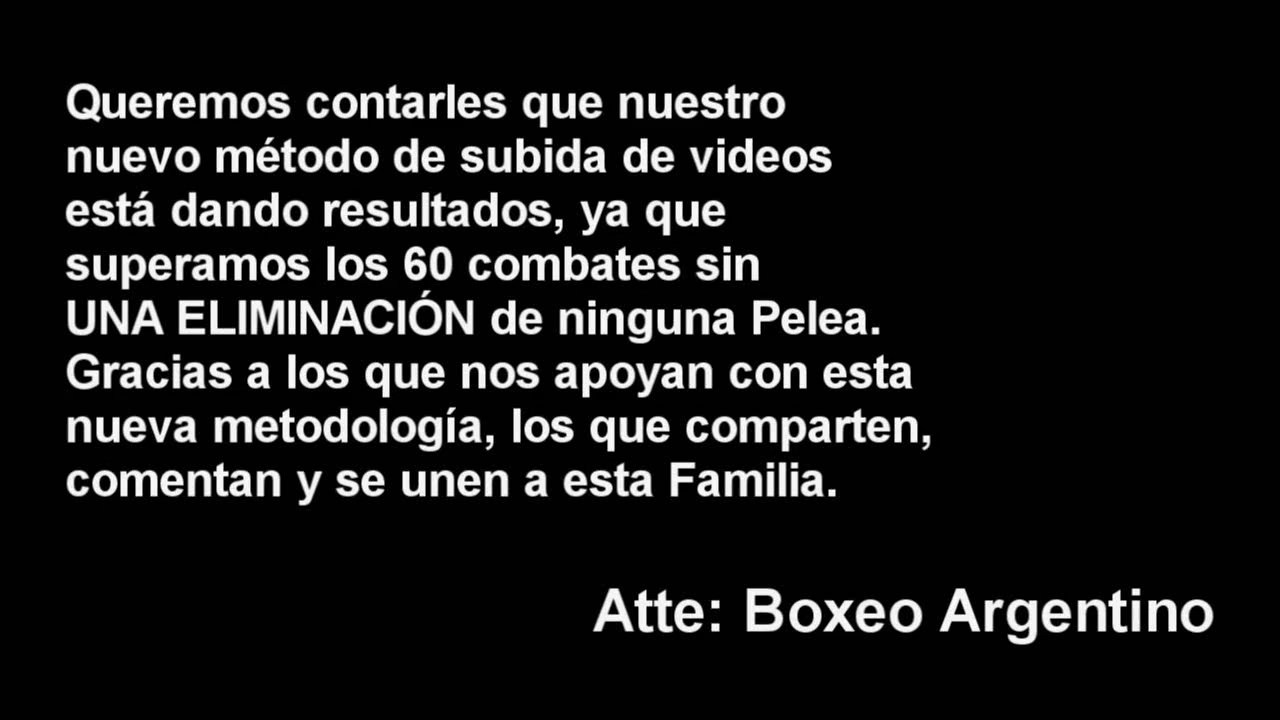 Queremos contarles que nuestro
nuevo método de subida de videos
está dando resultados, ya que
superamos los 60 combates sin
UNA ELIMINACIÓN de ninguna Pelea.
Gracias a los que nos apoyan con esta
nueva metodología, los que comparten,
comentan y se unen a esta Familia.
Atte: Boxeo Argentino